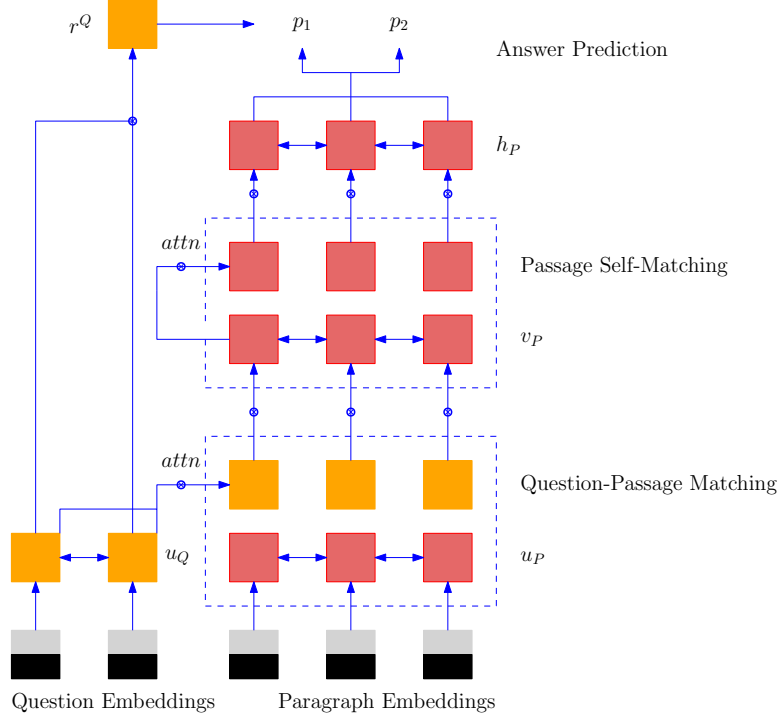 r^Q
p_1
p_2
Answer Prediction
h_P
attn
Passage Self-Matching
v_P
attn
Question-Passage Matching
u_Q
u_P
Question Embeddings
Paragraph Embeddings